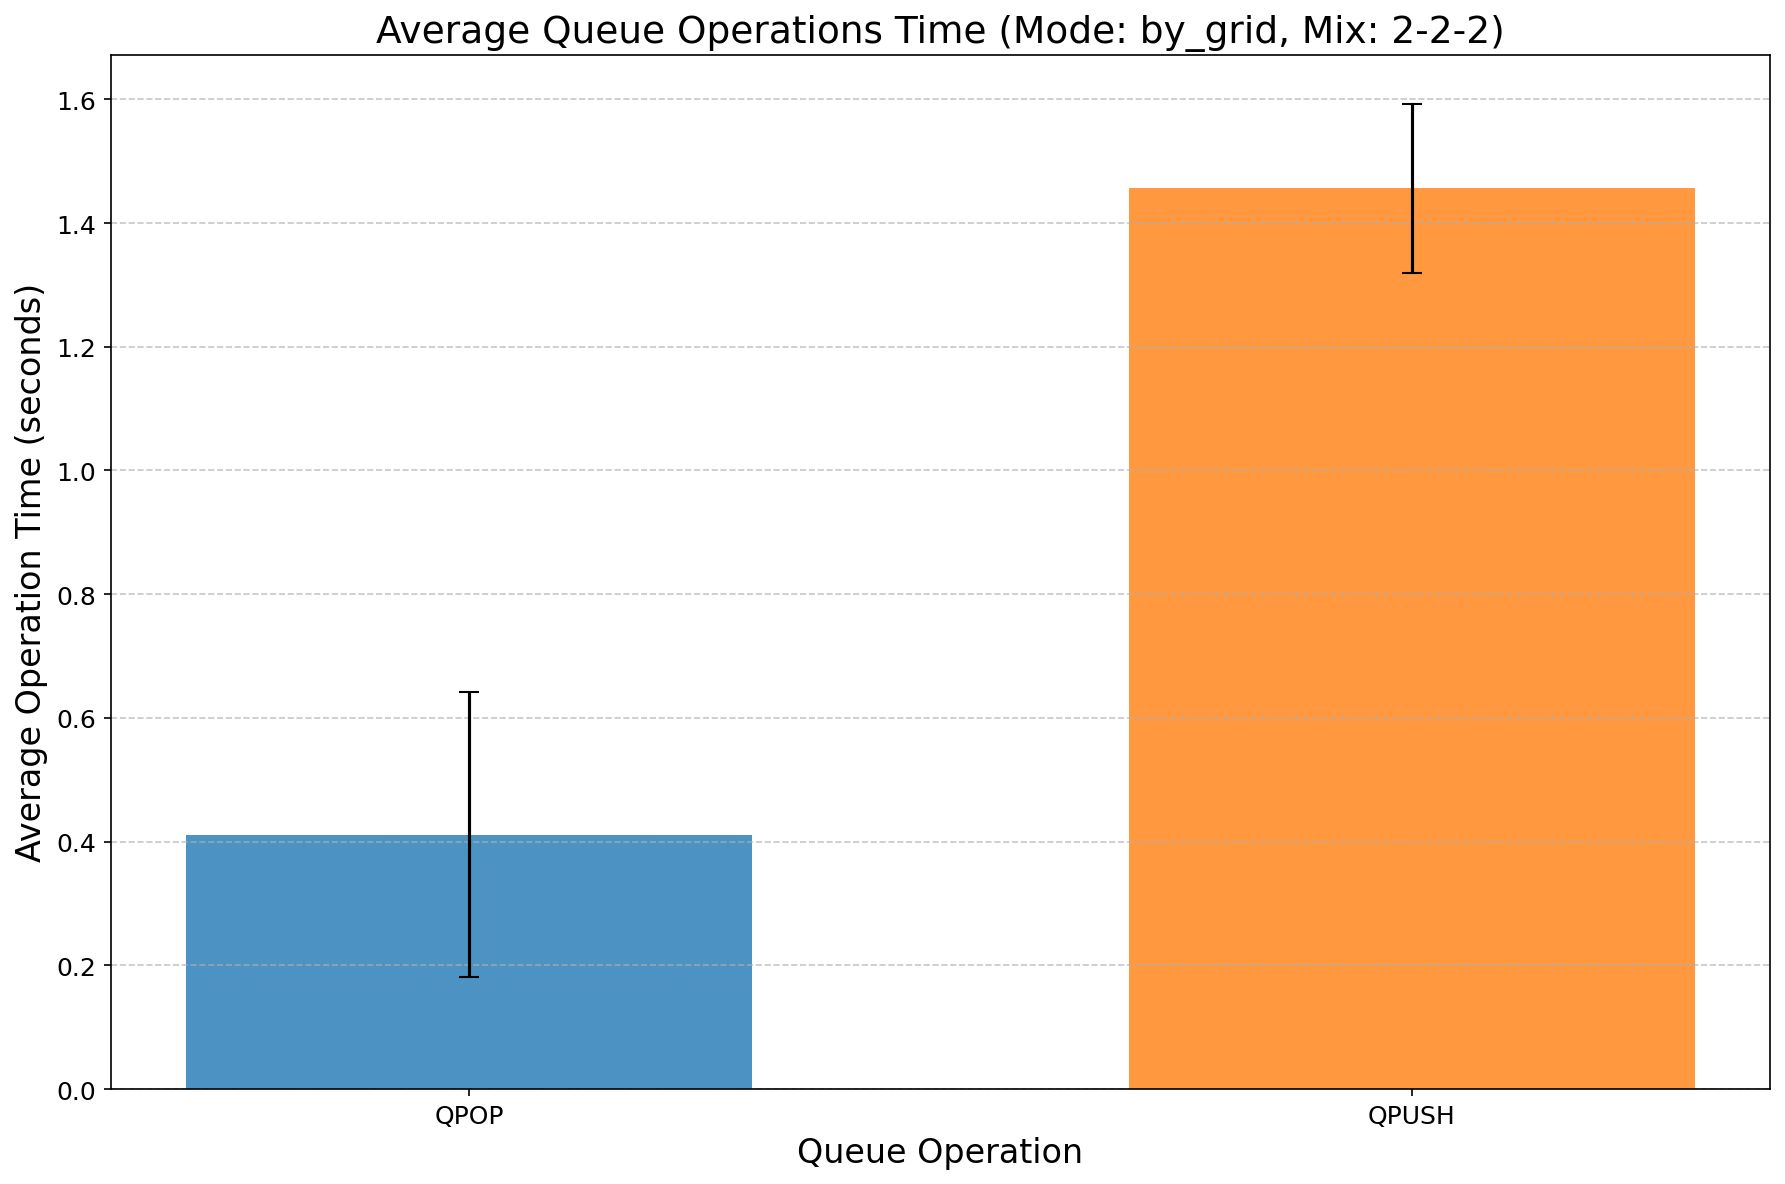 Average Queue Operations Time (Mode: by_grid, Mix: 2-2-2)
Average Operation Time (seconds)
1.6
1.4
1.2
1.0
0.8
0.6
0.4
0.2
0.0
QPOP
QPUSH
Queue Operation